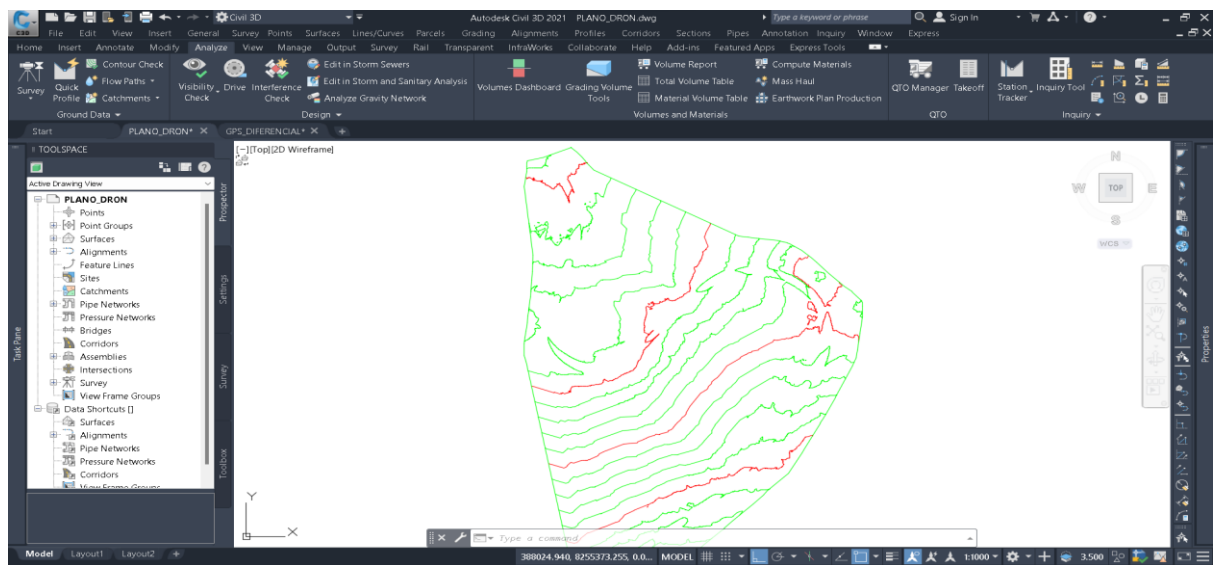 Civil 3D
Autodesk Civil 3D 2021 PLANO_DRON.dwg
Type a keyword or phrase
Sign In
C3D
File Edit View Insert General Survey Points Surfaces Lines/Curves Parcels Grading Alignments Profiles Corridors Sections Pipes Annotation Inquiry Window Express
Home Insert Annotate Modify Analyze View Manage Output Survey Rail Transparent InfraWorks Collaborate Help Add-ins Featured Apps Express Tools
Survey
Quick Profile
Contour Check
Flow Paths
Catchments
Visibility Check
Drive
Interference Check
Edit in Storm Sewers
Edit in Storm and Sanitary Analysis
Analyze Gravity Network
Volumes Dashboard
Grading Volume Tools
Volume Report
Total Volume Table
Material Volume Table
Compute Materials
Mass Haul
Earthwork Plan Production
QTO Manager
Takeoff
Station Tracker
Inquiry Tool
Ground Data
Design
Volumes and Materials
QTO
Inquiry
Start PLANO_DRON* GPS_DIFERENCIAL*
TOOLSPACE
[−][Top][2D Wireframe]
Active Drawing View
PLANO_DRON
Points
Point Groups
Surfaces
Alignments
Feature Lines
Sites
Catchments
Pipe Networks
Pressure Networks
Bridges
Corridors
Assemblies
Intersections
Survey
View Frame Groups
Data Shortcuts []
Surfaces
Alignments
Pipe Networks
Pressure Networks
Corridors
View Frame Groups
Prospector
Settings
Survey
Toolbox
Task Pane
N
W TOP E
S
WCS
Properties
Y
X
Type a command
Model Layout1 Layout2
388024.940, 8255373.255, 0.0... MODEL 1:1000 3.500